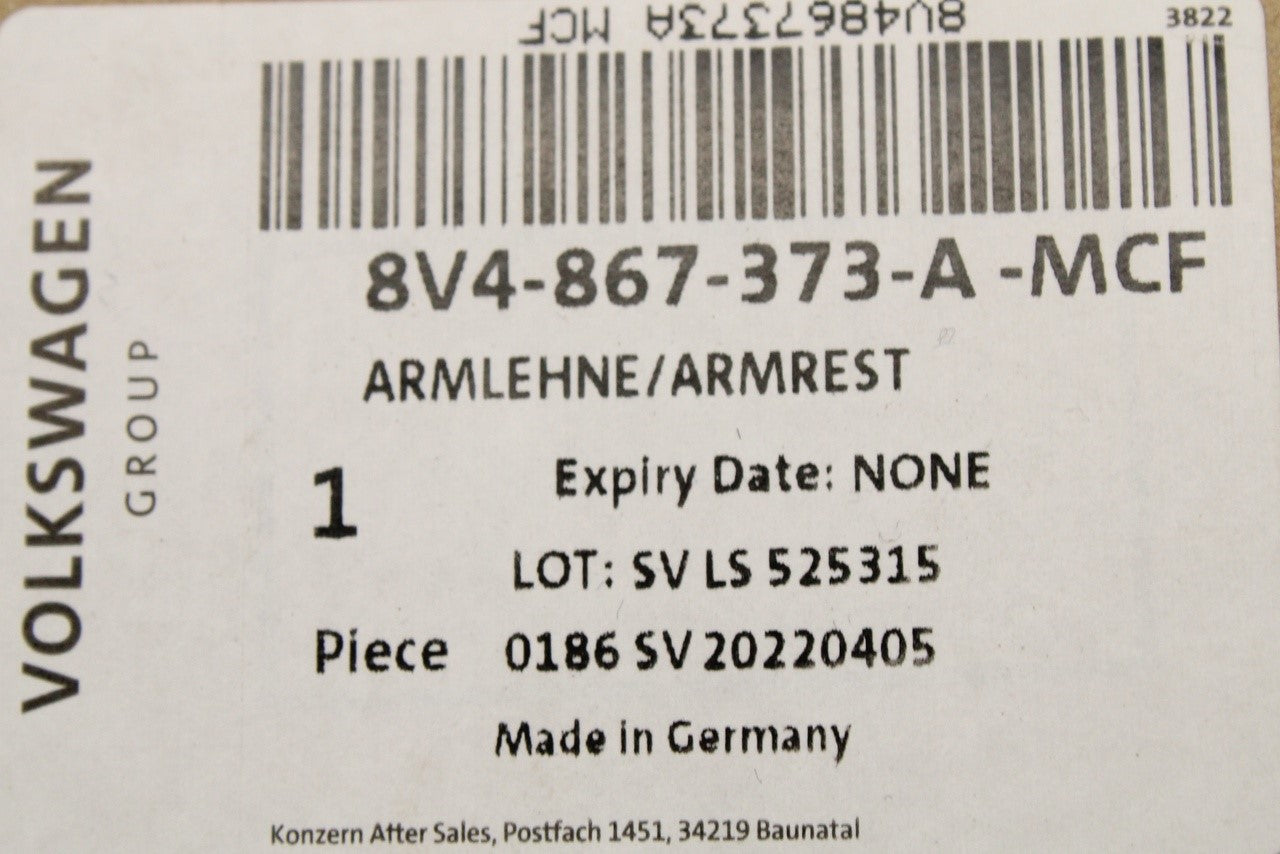 8V4867373A MCF
3822
8V4-867-373-A -MCF
ARMLEHNE/ARMREST
VOLKSWAGEN
GROUP
1
Expiry Date: NONE
LOT: SV LS 525315
Piece 0186 SV 20220405
Made in Germany
Konzern After Sales, Postfach 1451, 34219 Baunatal